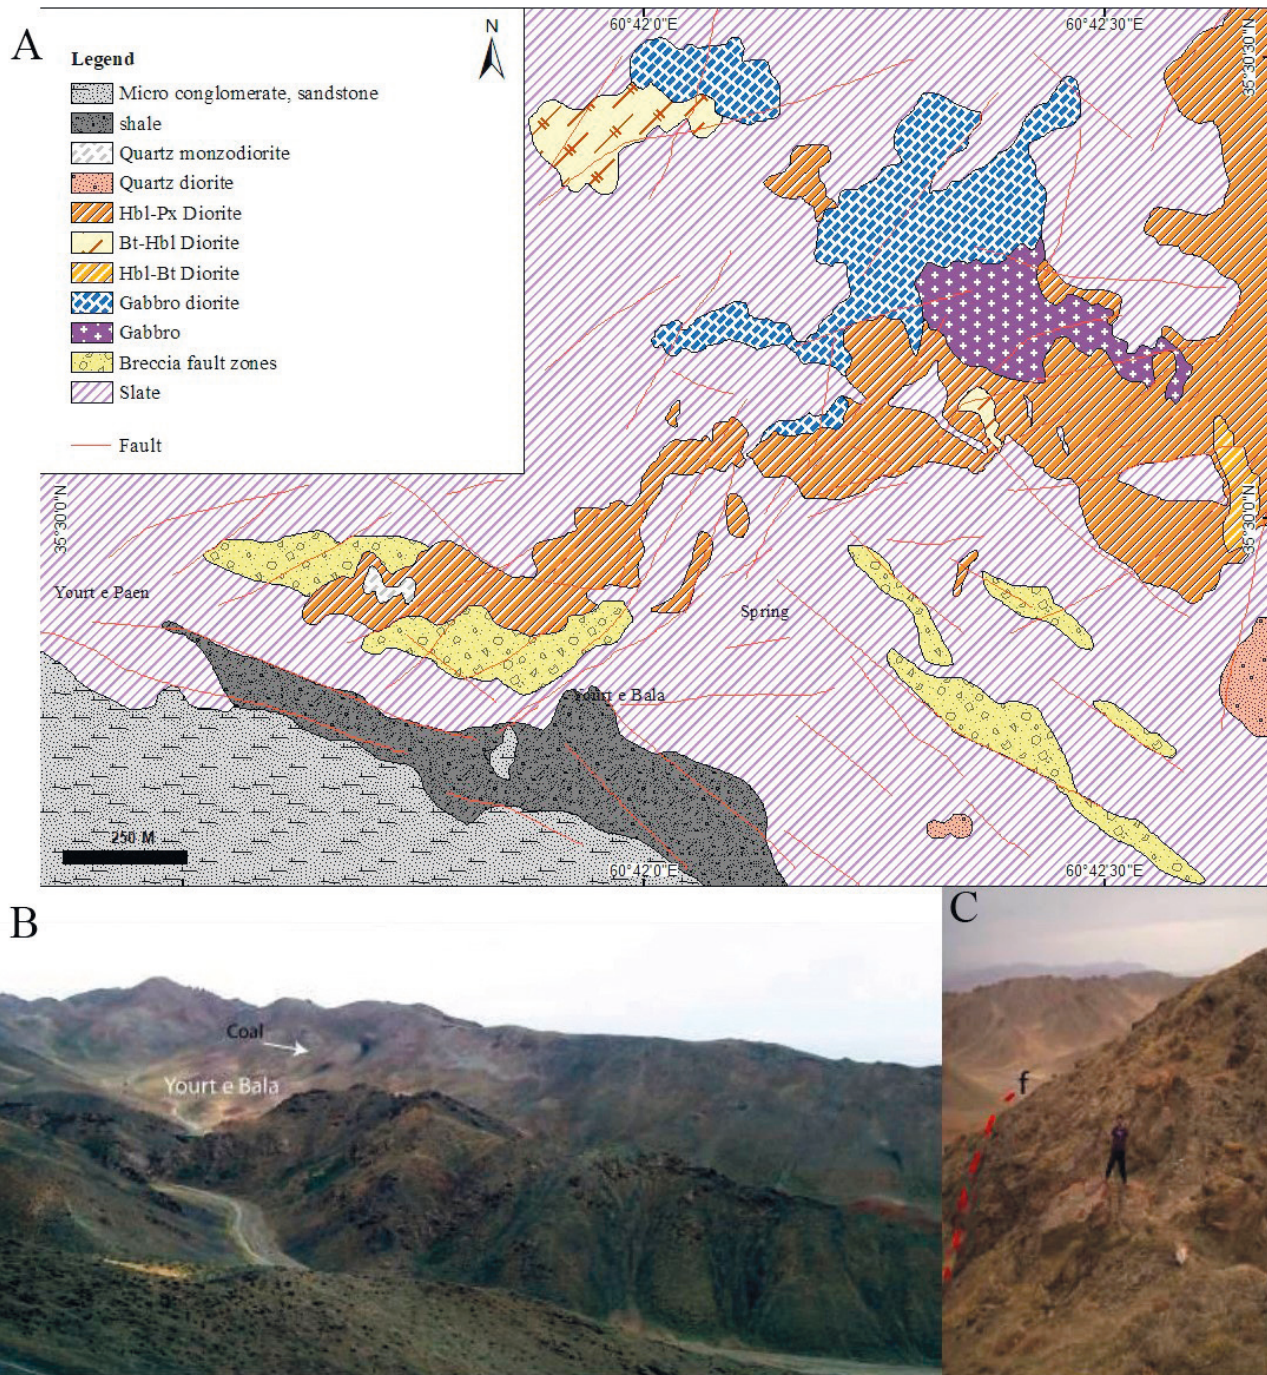 A
N
Legend
Micro conglomerate, sandstone
shale
Quartz monzodiorite
Quartz diorite
Hbl-Px Diorite
Bt-Hbl Diorite
Hbl-Bt Diorite
Gabbro diorite
Gabbro
Breccia fault zones
Slate
Fault
60°42'0"E
60°42'30"E
35°30'30"N
35°30'0"N
35°30'0"N
Yourt e Paen
Spring
Yourt e Bala
250 M
60°42'0"E
60°42'30"E
B
Coal
Yourt e Bala
C
f